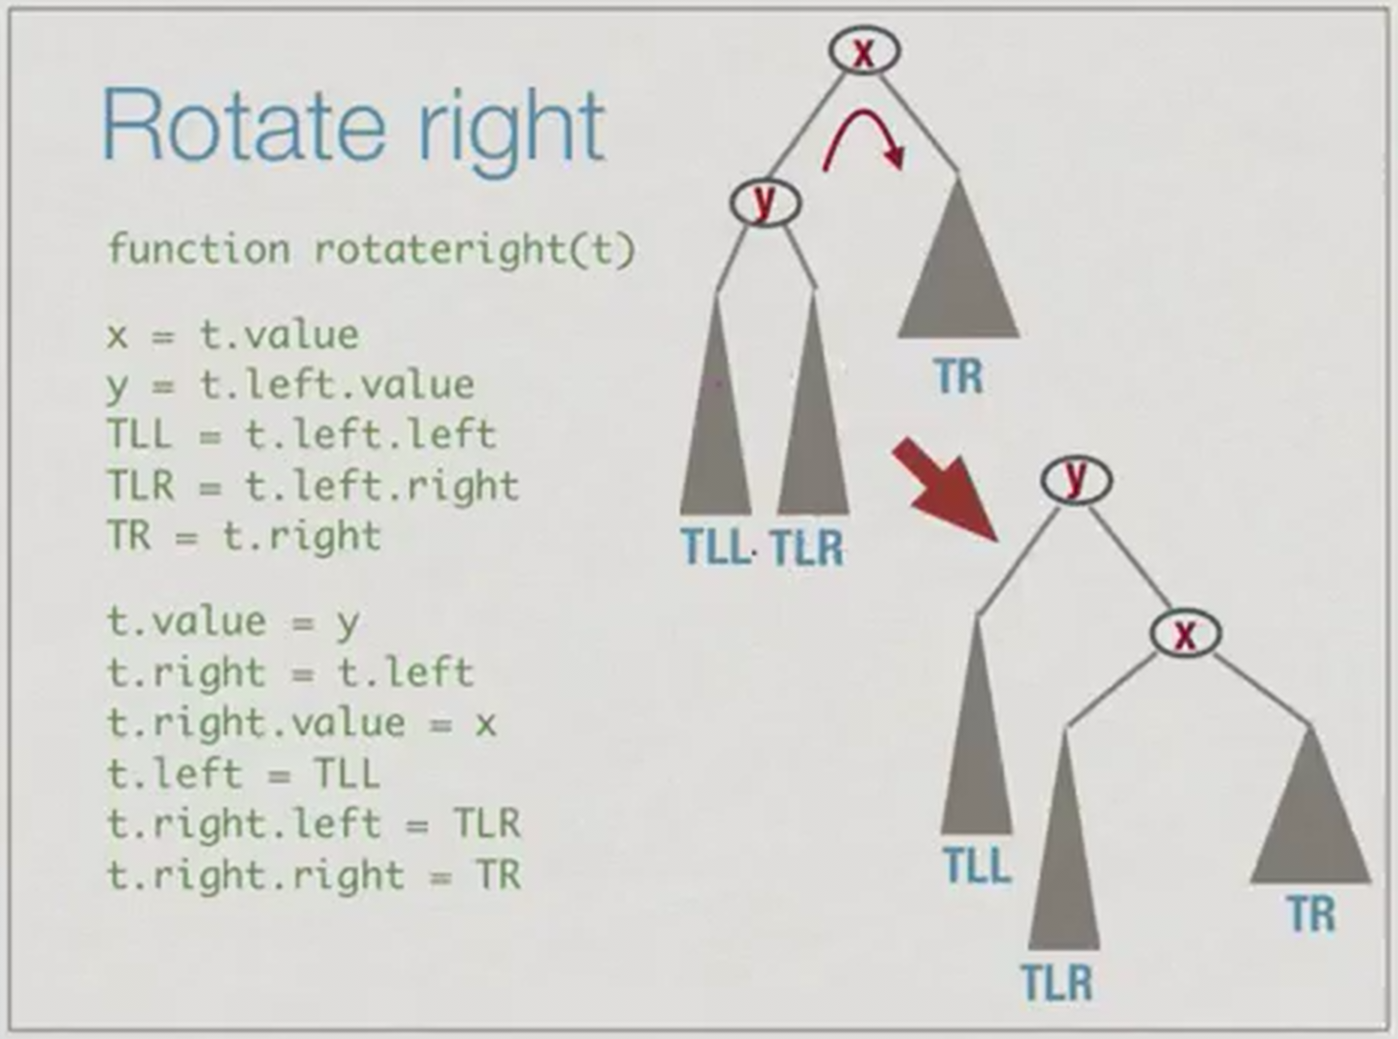 Rotate right
function rotateright(t)
x = t.value
y = t.left.value
TLL = t.left.left
TLR = t.left.right
TR = t.right
t.value = y
t.right = t.left
t.right.value = x
t.left = TLL
t.right.left = TLR
t.right.right = TR
x
y
TR
TLL TLR
y
x
TLL
TR
TLR